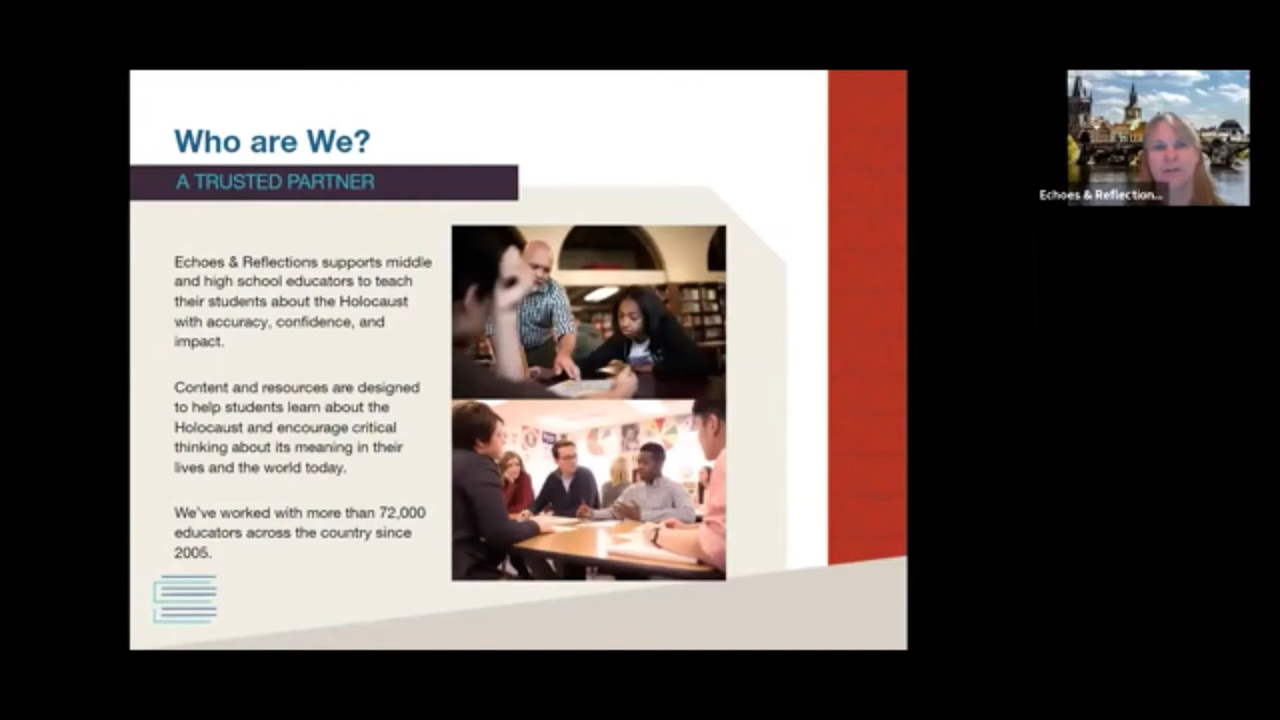 Who are We?
A TRUSTED PARTNER
Echoes & Reflections supports middle
and high school educators to teach
their students about the Holocaust
with accuracy, confidence, and
impact.
Content and resources are designed
to help students learn about the
Holocaust and encourage critical
thinking about its meaning in their
lives and the world today.
We've worked with more than 72,000
educators across the country since
2005.
Echoes & Reflection...